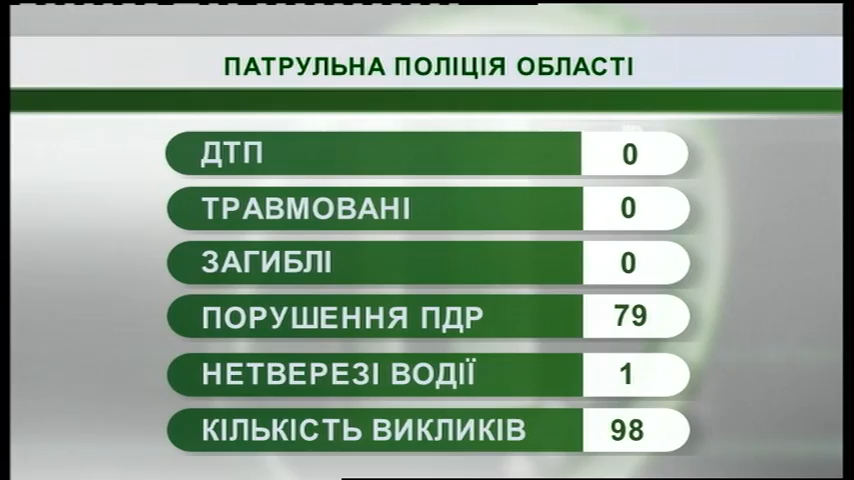 ПАТРУЛЬНА ПОЛІЦІЯ ОБЛАСТІ
ДТП 0
ТРАВМОВАНІ 0
ЗАГИБЛІ 0
ПОРУШЕННЯ ПДР 79
НЕТВЕРЕЗІ ВОДІЇ 1
КІЛЬКІСТЬ ВИКЛИКІВ 98